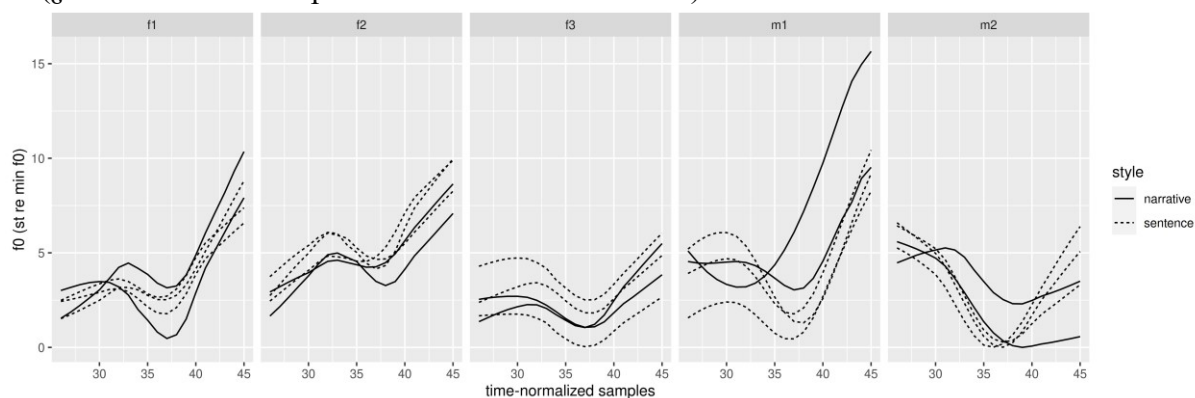 f1 f2 f3 m1 m2
15
10
5
0
f0 (st re min f0)
30 35 40 45 30 35 40 45 30 35 40 45 30 35 40 45 30 35 40 45
time-normalized samples
style
narrative
sentence